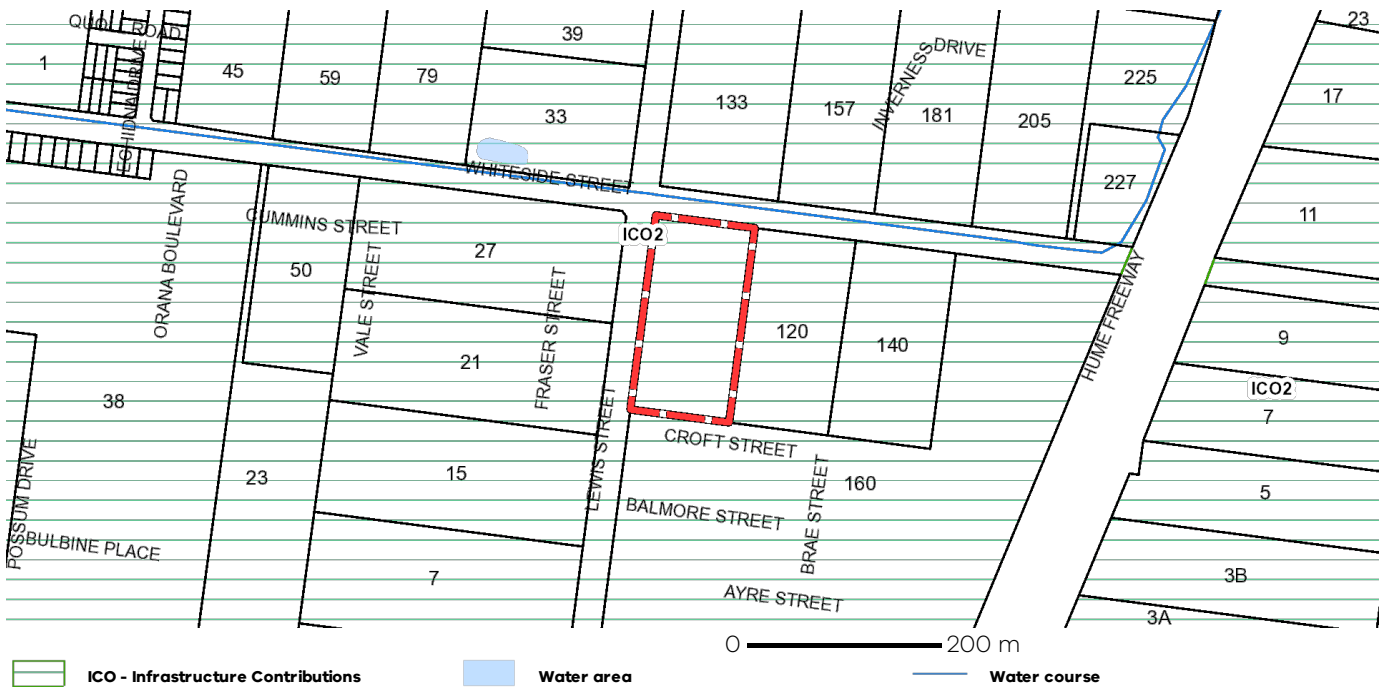 QUOL ROAD
39
23
1
ECHIDNA DRIVE
45
59
79
33
133
157
INVERNESS DRIVE
181
205
225
17
227
11
WHITESIDE STREET
ORANA BOULEVARD
CUMMINS STREET
50
VALE STREET
27
FRASER STREET
ICO2
21
120
140
HUME FREEWAY
9
ICO2
7
38
POSSUM DRIVE
23
15
LEWIS STREET
CROFT STREET
160
5
BULBINE PLACE
BALMORE STREET
BRAE STREET
7
AYRE STREET
3B
3A
0 200 m
ICO - Infrastructure Contributions
Water area
Water course